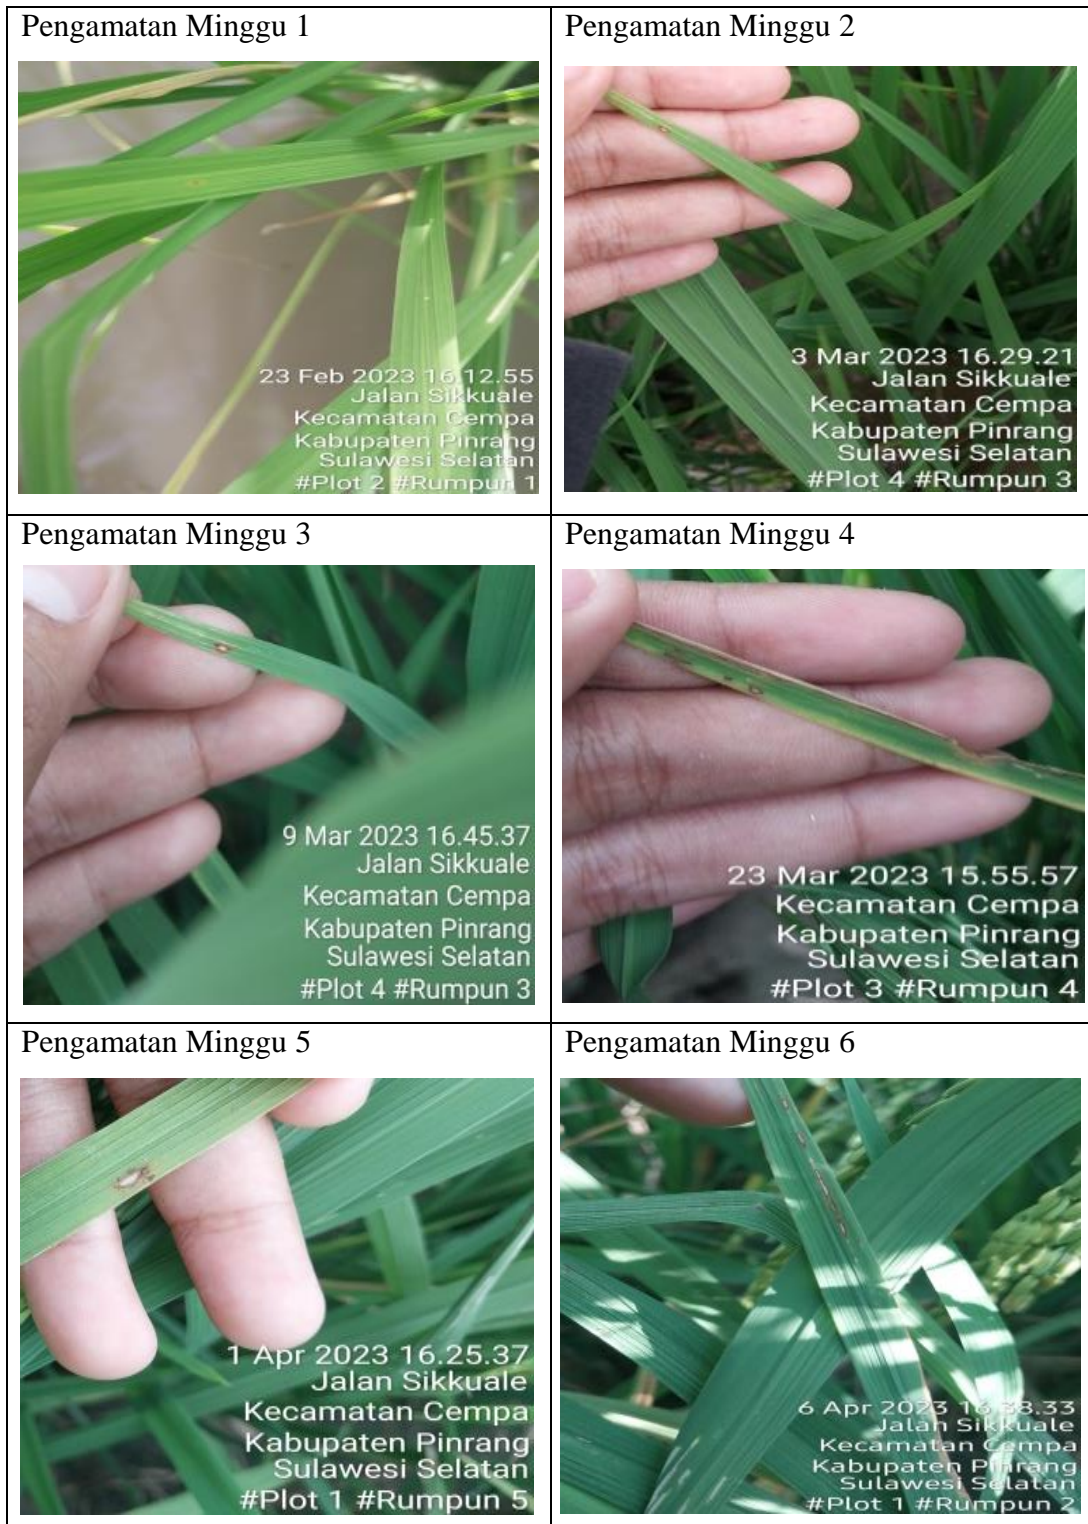 Pengamatan Minggu 1
23 Feb 2023 16.12.55
Jalan Sikkuale
Kecamatan Cempa
Kabupaten Pinrang
Sulawesi Selatan
#Plot 2 #Rumpun 1
Pengamatan Minggu 2
3 Mar 2023 16.29.21
Jalan Sikkuale
Kecamatan Cempa
Kabupaten Pinrang
Sulawesi Selatan
#Plot 4 #Rumpun 3
Pengamatan Minggu 3
9 Mar 2023 16.45.37
Jalan Sikkuale
Kecamatan Cempa
Kabupaten Pinrang
Sulawesi Selatan
#Plot 4 #Rumpun 3
Pengamatan Minggu 4
23 Mar 2023 15.55.57
Kecamatan Cempa
Kabupaten Pinrang
Sulawesi Selatan
#Plot 3 #Rumpun 4
Pengamatan Minggu 5
1 Apr 2023 16.25.37
Jalan Sikkuale
Kecamatan Cempa
Kabupaten Pinrang
Sulawesi Selatan
#Plot 1 #Rumpun 5
Pengamatan Minggu 6
6 Apr 2023 16.38.33
Jalan Sikkuale
Kecamatan Cempa
Kabupaten Pinrang
Sulawesi Selatan
#Plot 1 #Rumpun 2